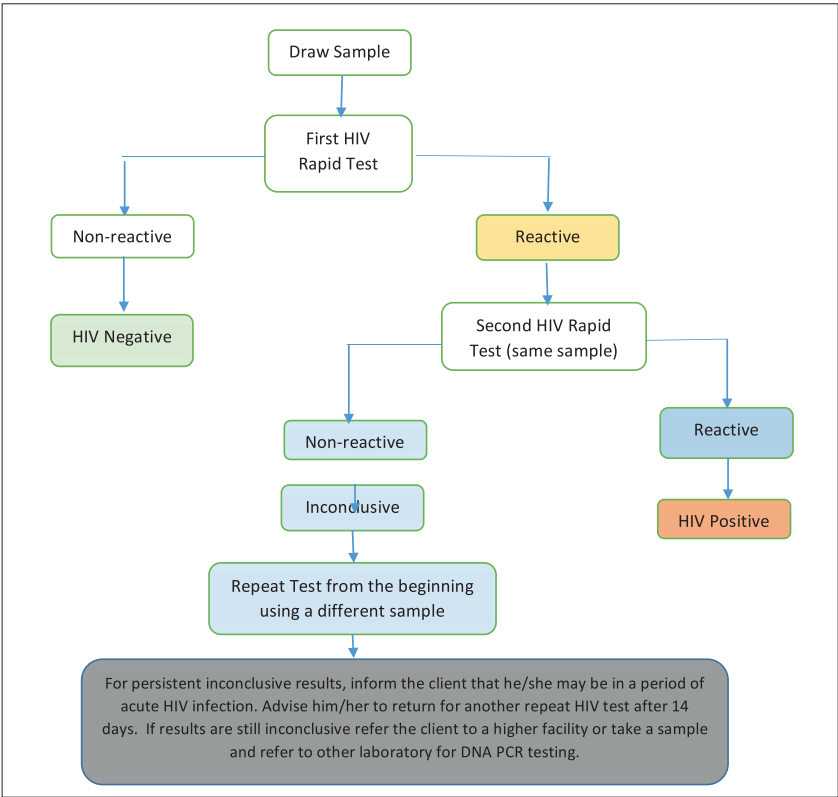 Draw Sample
First HIV
Rapid Test
Non-reactive
Reactive
HIV Negative
Second HIV Rapid
Test (same sample)
Non-reactive
Reactive
Inconclusive
HIV Positive
Repeat Test from the beginning
using a different sample
For persistent inconclusive results, inform the client that he/she may be in a period of
acute HIV infection. Advise him/her to return for another repeat HIV test after 14
days.  If results are still inconclusive refer the client to a higher facility or take a sample
and refer to other laboratory for DNA PCR testing.